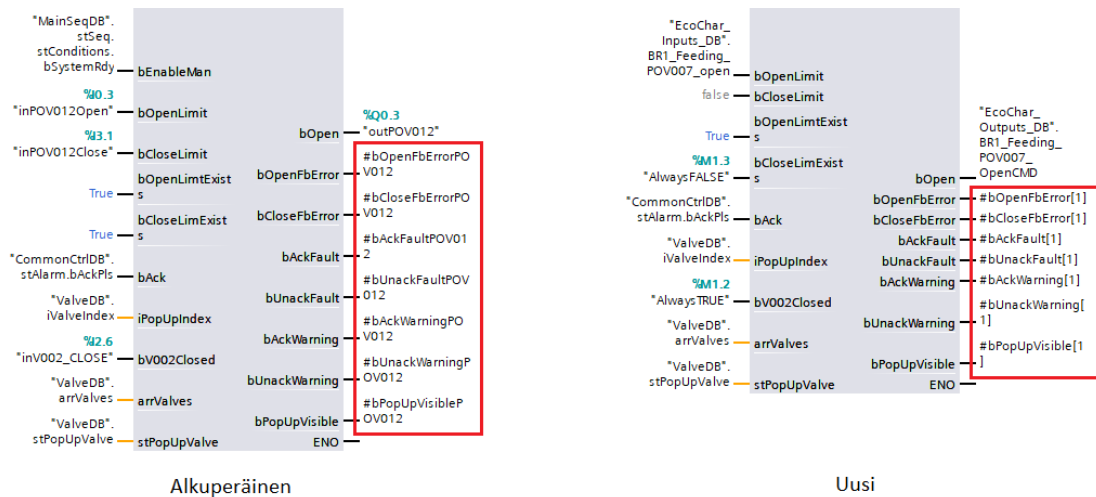 "MainSeqDB".
stSeq.
stConditions.
bSystemRdy
bEnableMan
%I0.3
"inPOV012Open"
bOpenLimit
%I3.1
"inPOV012Close"
bCloseLimit
bOpenLimtExist
s
True
bCloseLimExist
s
True
"CommonCtrlDB".
stAlarm.bAckPls
bAck
"ValveDB".
iValveIndex
iPopUpIndex
%I2.6
"inV002_CLOSE"
bV002Closed
"ValveDB".
arrValves
arrValves
"ValveDB".
stPopUpValve
stPopUpValve
%Q0.3
bOpen
"outPOV012"
#bOpenFbErrorPO
V012
bOpenFbError
#bCloseFbErrorPO
V012
bCloseFbError
#bAckFaultPOV01
2
bAckFault
#bUnackFaultPOV
012
bUnackFault
#bAckWarningPO
V012
bAckWarning
#bUnackWarningP
OV012
bUnackWarning
#bPopUpVisibleP
OV012
bPopUpVisible
ENO
Alkuperäinen
"EcoChar_
Inputs_DB".
BR1_Feeding_
POV007_open
bOpenLimit
false
bCloseLimit
bOpenLimtExist
s
True
%M1.3
"AlwaysFALSE"
bCloseLimExist
s
"CommonCtrlDB".
stAlarm.bAckPls
bAck
"ValveDB".
iValveIndex
iPopUpIndex
%M1.2
"AlwaysTRUE"
bV002Closed
"ValveDB".
arrValves
arrValves
"ValveDB".
stPopUpValve
stPopUpValve
"EcoChar_
Outputs_DB".
BR1_Feeding_
POV007_
OpenCMD
bOpen
bOpenFbError
#bOpenFbError[1]
bCloseFbError
#bCloseFbError[1]
bAckFault
#bAckFault[1]
bUnackFault
#bUnackFault[1]
bAckWarning
#bAckWarning[1]
#bUnackWarning[
1]
bUnackWarning
#bPopUpVisible[1
]
bPopUpVisible
ENO
Uusi